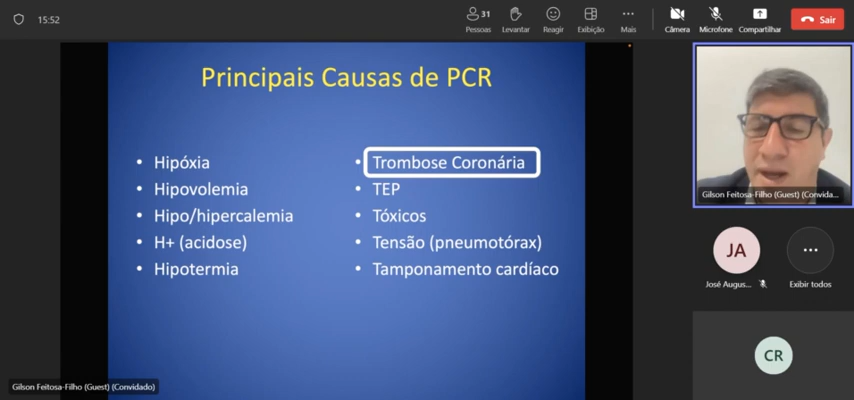 15:52
31
Pessoas
Levantar
Reagir
Exibição
Mais
Câmera
Microfone
Compartilhar
Sair
Principais Causas de PCR
• Hipóxia
• Hipovolemia
• Hipo/hipercalemia
• H+ (acidose)
• Hipotermia
• Trombose Coronária
• TEP
• Tóxicos
• Tensão (pneumotórax)
• Tamponamento cardíaco
Gilson Feitosa-Filho (Guest) (Convida...
JA
José Augus...
Exibir todos
CR
Gilson Feitosa-Filho (Guest) (Convidado)